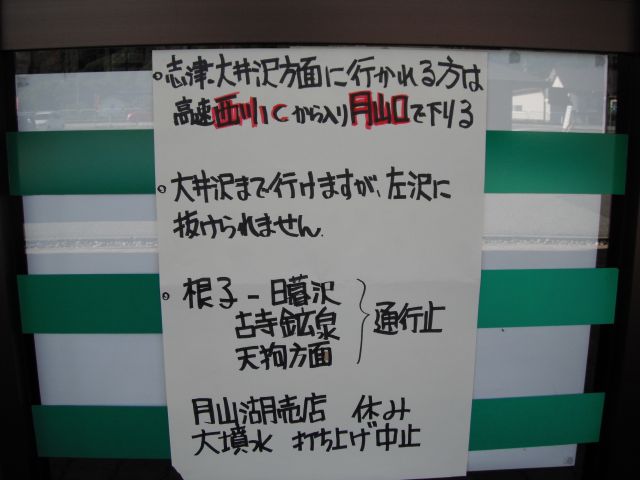 。志津、大井沢方面に行かれる方は
高速西川ICから入り月山口で下りる
。大井沢まで行けますが、左沢に
抜けられません.
。根子－日暮沢
古寺鉱泉
天狗方面
通行止
月山湖売店 休み
大墳水 打ち上げ中止